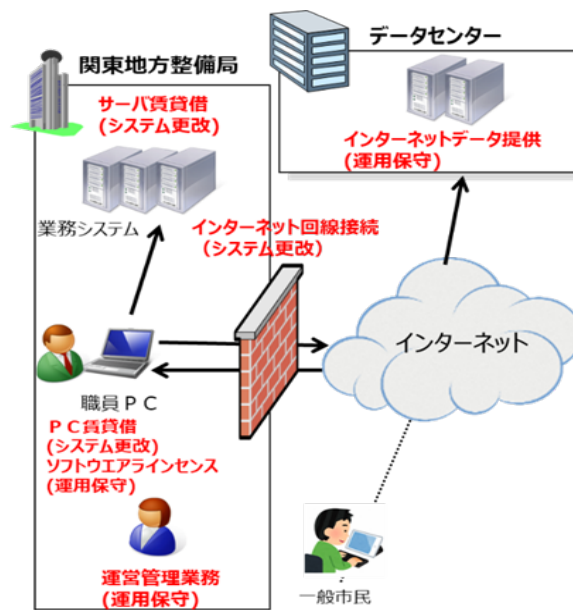 関東地方整備局
データセンター
サーバ賃貸借
(システム更改)
インターネットデータ提供
(運用保守)
業務システム
インターネット回線接続
(システム更改)
インターネット
職員ＰＣ
ＰＣ賃貸借
(システム更改)
ソフトウエアラインセンス
(運用保守)
運営管理業務
(運用保守)
一般市民